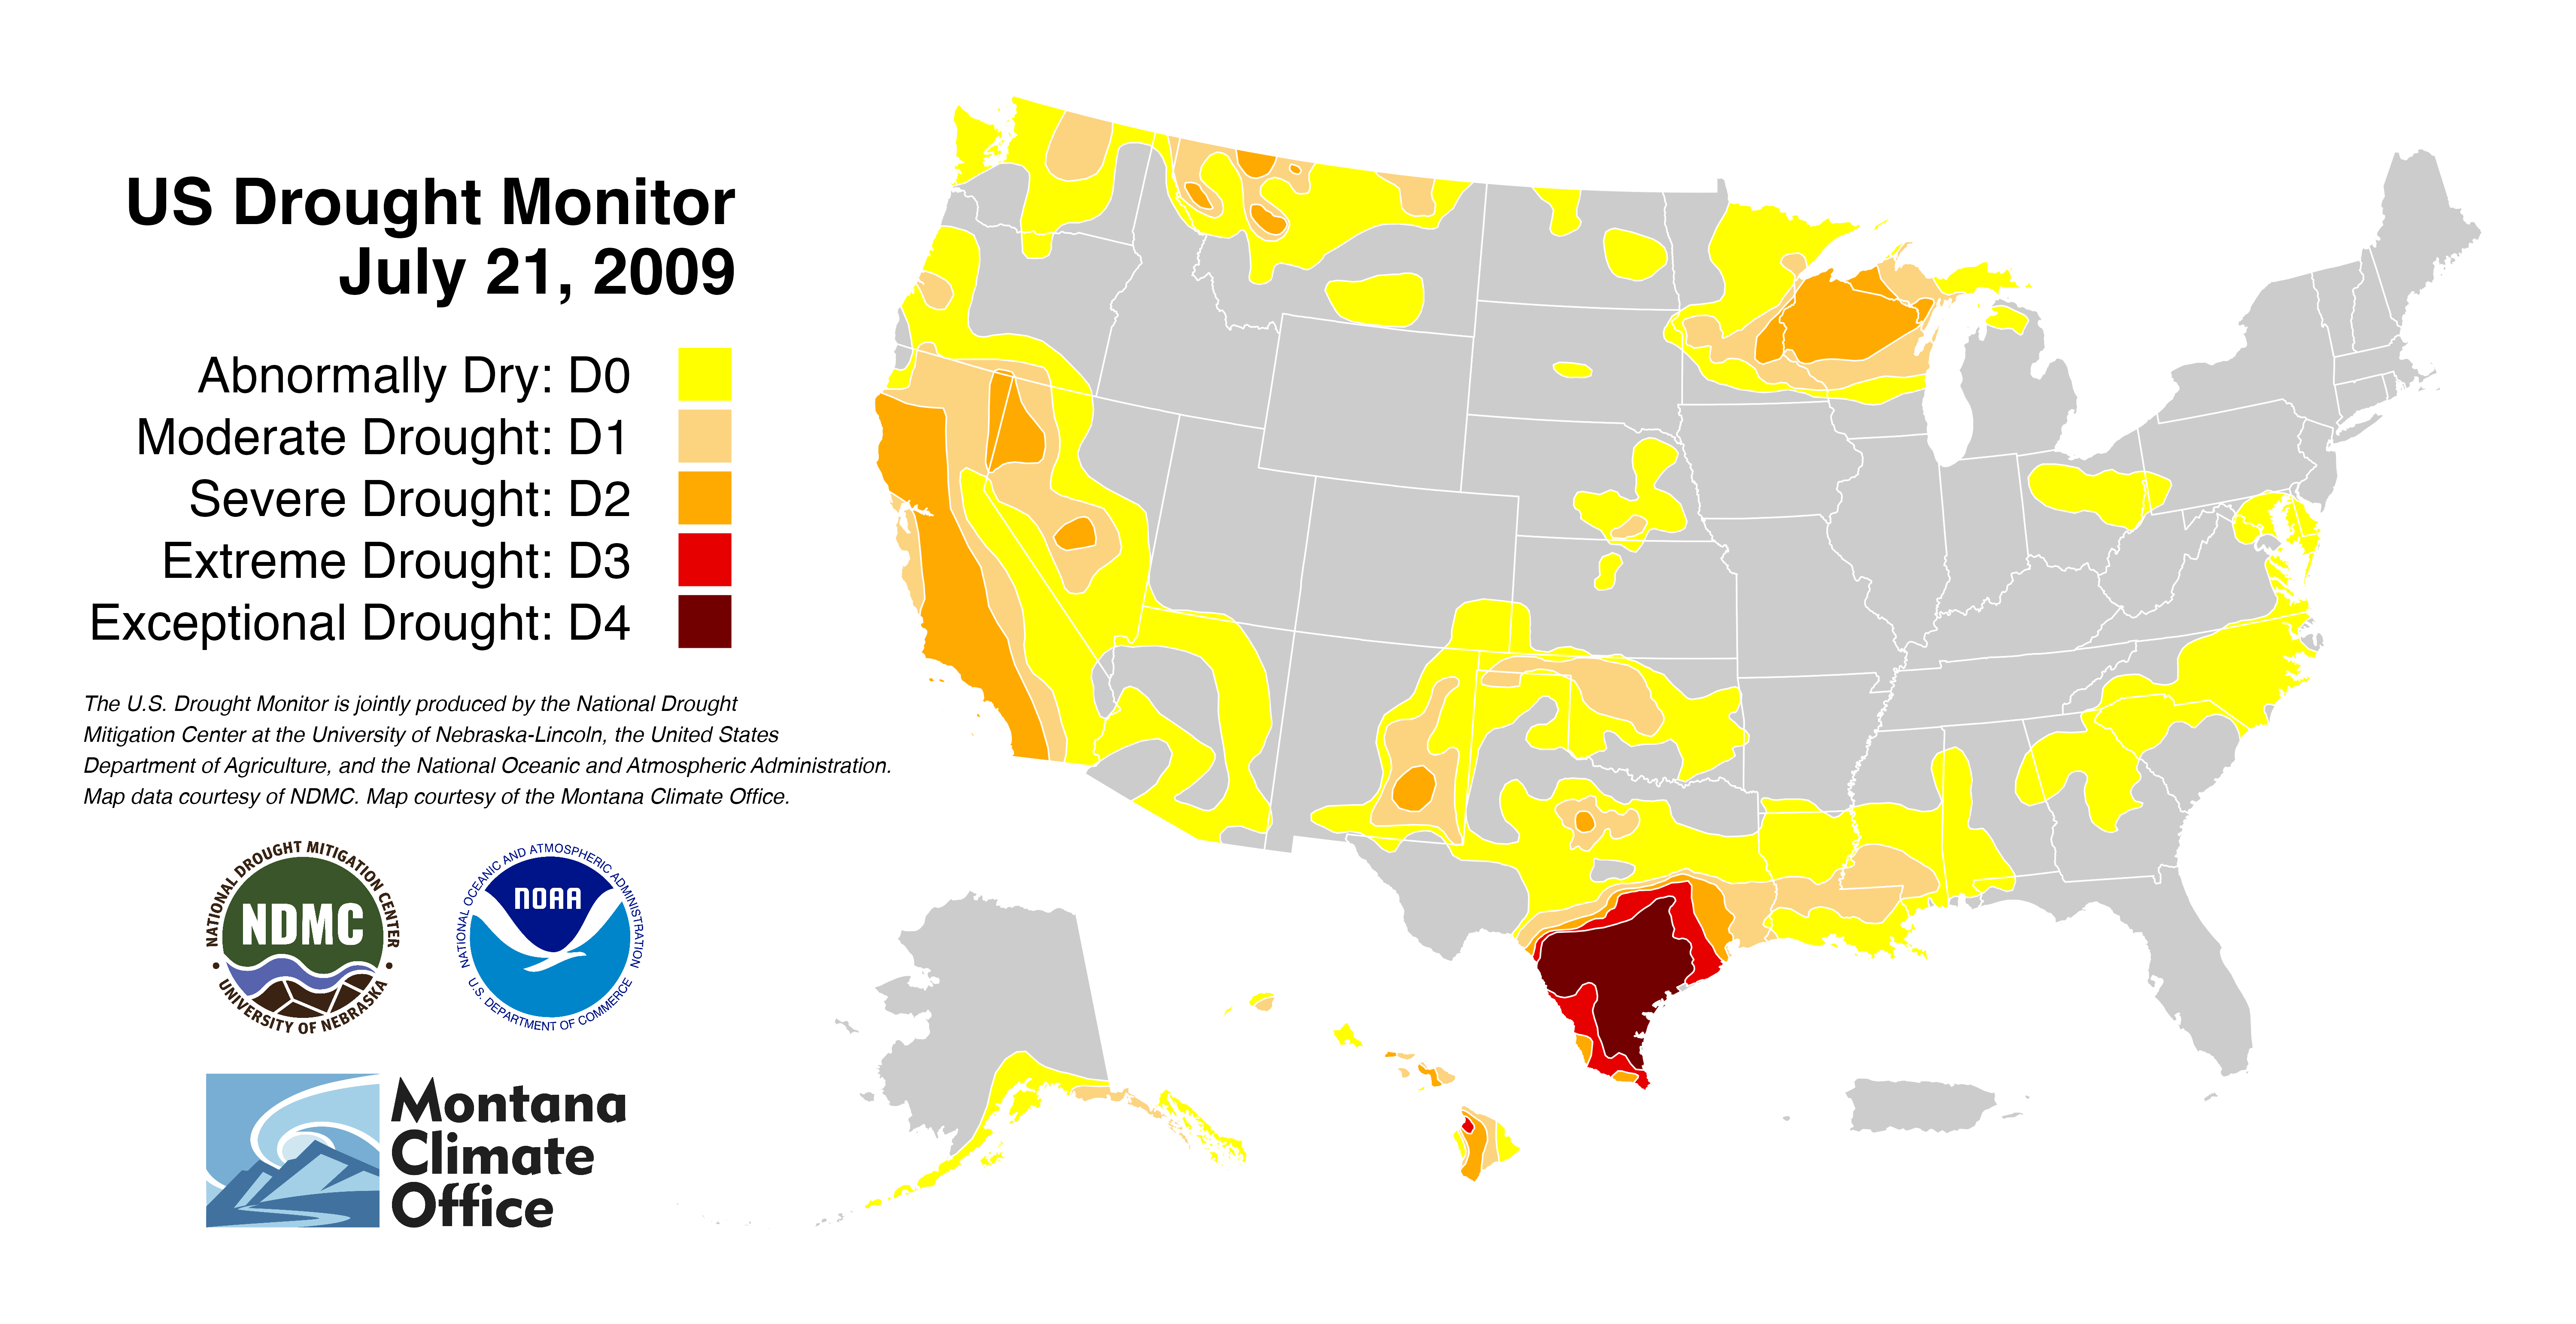 US Drought Monitor
July 21, 2009
Abnormally Dry: D0
Moderate Drought: D1
Severe Drought: D2
Extreme Drought: D3
Exceptional Drought: D4
The U.S. Drought Monitor is jointly produced by the National Drought
Mitigation Center at the University of Nebraska-Lincoln, the United States
Department of Agriculture, and the National Oceanic and Atmospheric Administration.
Map data courtesy of NDMC. Map courtesy of the Montana Climate Office.
NATIONAL DROUGHT MITIGATION CENTER
NDMC
• UNIVERSITY OF NEBRASKA •
NATIONAL OCEANIC AND ATMOSPHERIC ADMINISTRATION
NOAA
U.S. DEPARTMENT OF COMMERCE
Montana
Climate
Office